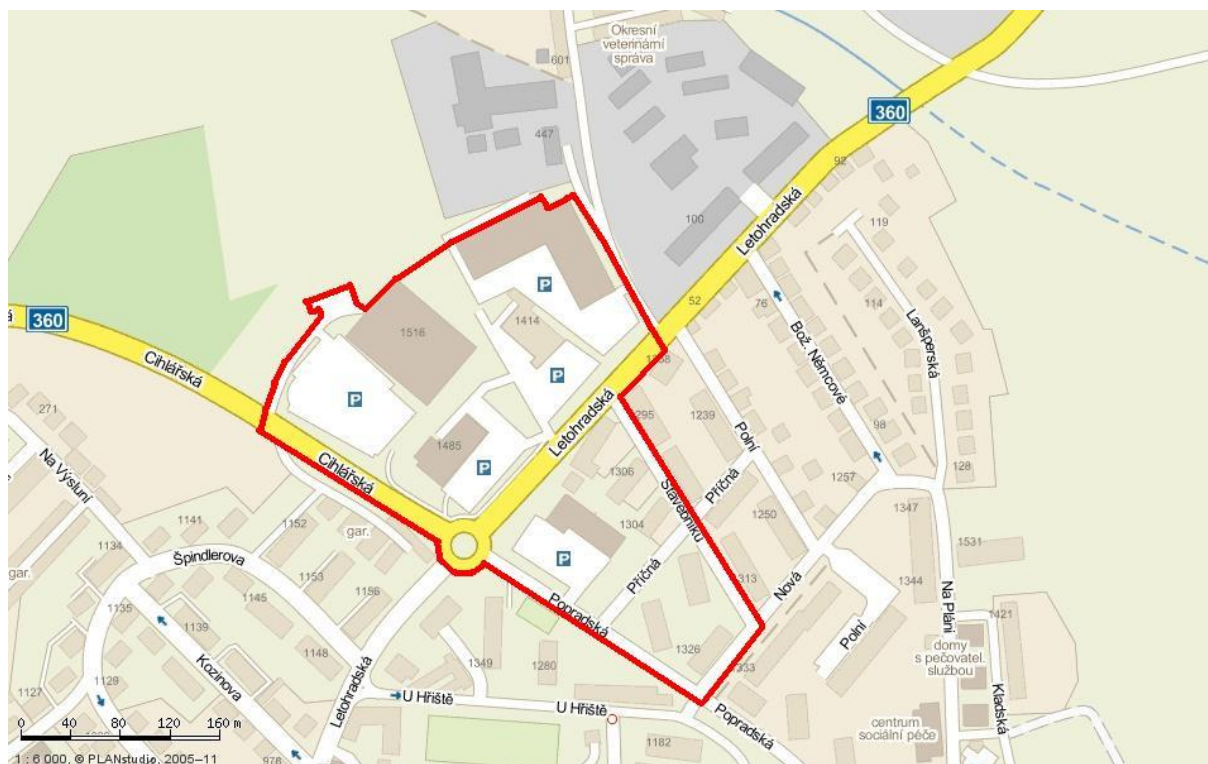 Okresní
veterinární
správa
601
447
360
92
100
Letohradská
119
52
76
114
Lanšperská
Bož. Němcové
P
1414
1516
360
Cihlářská
P
P
Letohradská
1295
1239
Polní
98
128
271
Na Výsluní
Cihlářská
1485
P
1306
Příčná
1257
Stavebníků
1304
1250
1347
1531
1141
1152
gar.
1134
Špindlerova
gar.
P
Příčná
1313
Nová
1344
Na Pláni
1153
1156
1135
1145
1139
Popradská
Polní
1421
1148
Kozinova
1326
1333
domy
s pečovatel.
službou
1349
1280
1127
1129
Letohradská
U Hřiště
U Hřiště
Popradská
Kladská
centrum
sociální péče
1182
0 40 80 120 160 m
976
1 : 6 000, © PLANstudio, 2005–11